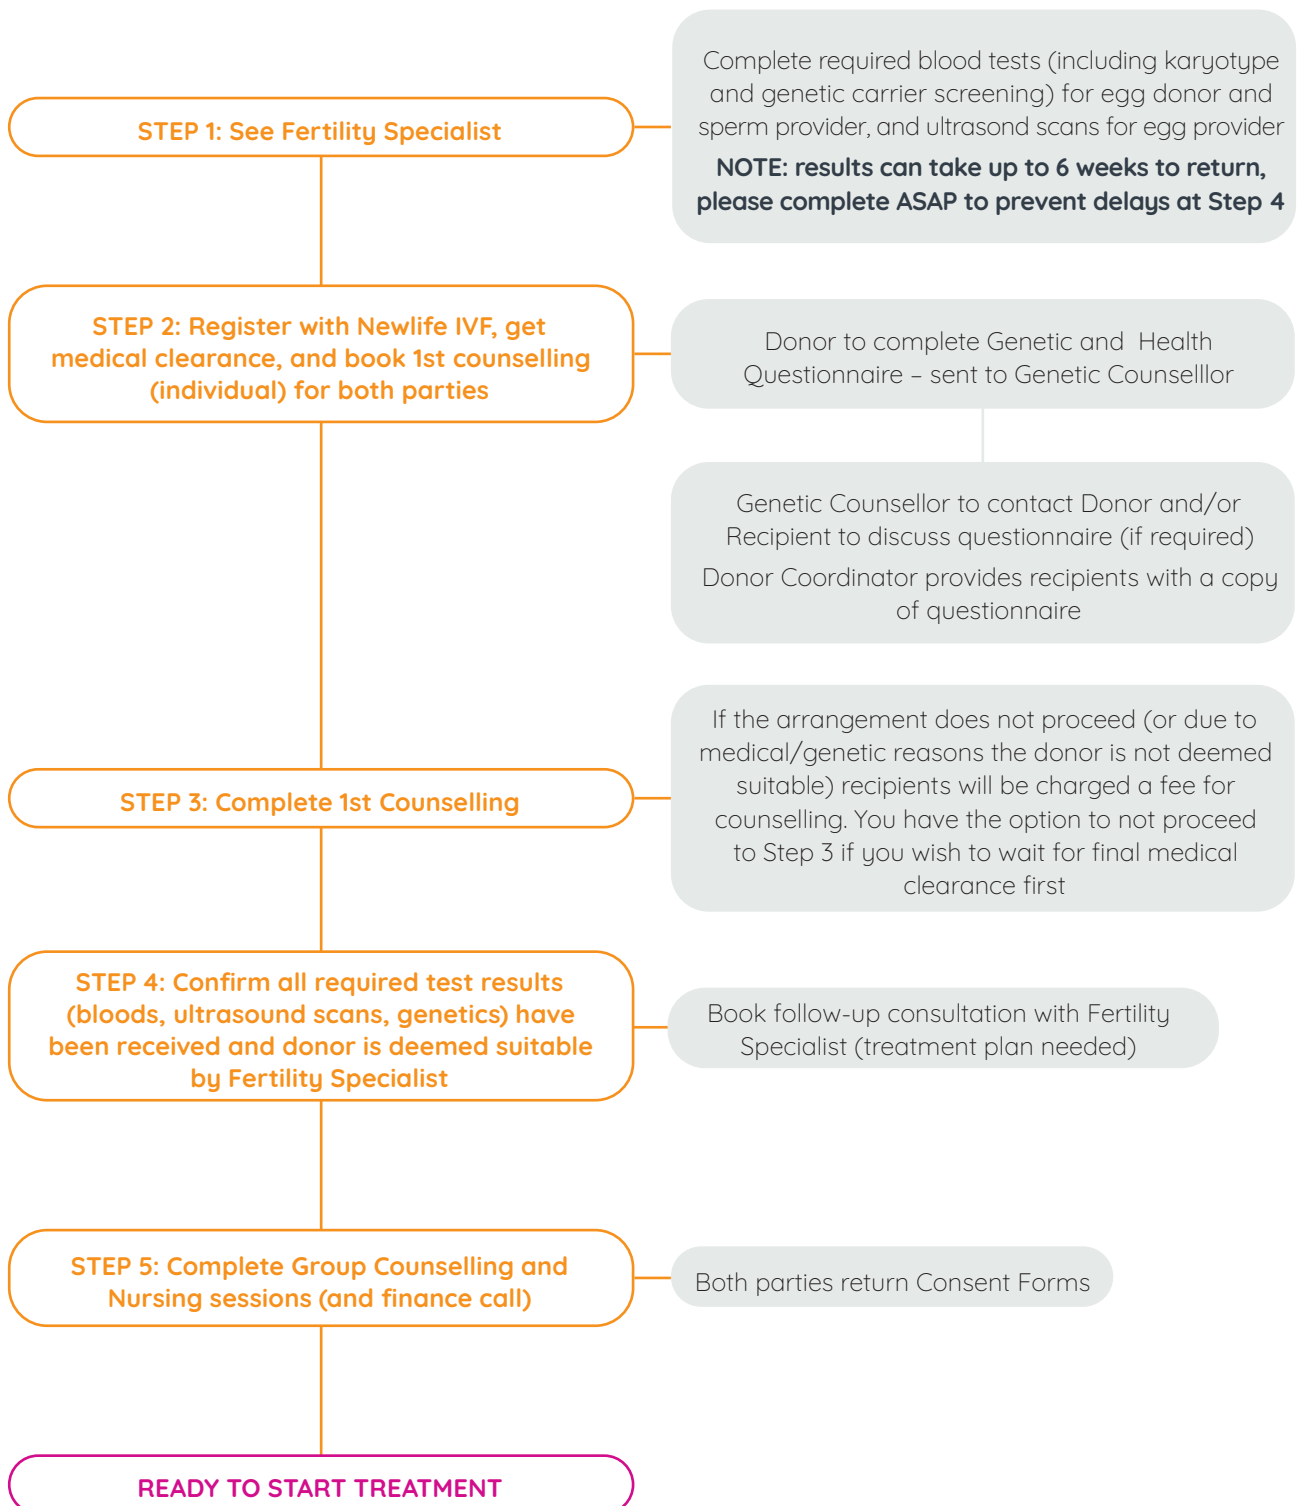 STEP 1: See Fertility Specialist
Complete required blood tests (including karyotype
and genetic carrier screening) for egg donor and
sperm provider, and ultrasond scans for egg provider
NOTE: results can take up to 6 weeks to return,
please complete ASAP to prevent delays at Step 4
STEP 2: Register with Newlife IVF, get
medical clearance, and book 1st counselling
(individual) for both parties
Donor to complete Genetic and  Health
Questionnaire – sent to Genetic Counselllor
Genetic Counsellor to contact Donor and/or
Recipient to discuss questionnaire (if required)
Donor Coordinator provides recipients with a copy
of questionnaire
STEP 3: Complete 1st Counselling
If the arrangement does not proceed (or due to
medical/genetic reasons the donor is not deemed
suitable) recipients will be charged a fee for
counselling. You have the option to not proceed
to Step 3 if you wish to wait for final medical
clearance first
STEP 4: Confirm all required test results
(bloods, ultrasound scans, genetics) have
been received and donor is deemed suitable
by Fertility Specialist
Book follow-up consultation with Fertility
Specialist (treatment plan needed)
STEP 5: Complete Group Counselling and
Nursing sessions (and finance call)
Both parties return Consent Forms
READY TO START TREATMENT